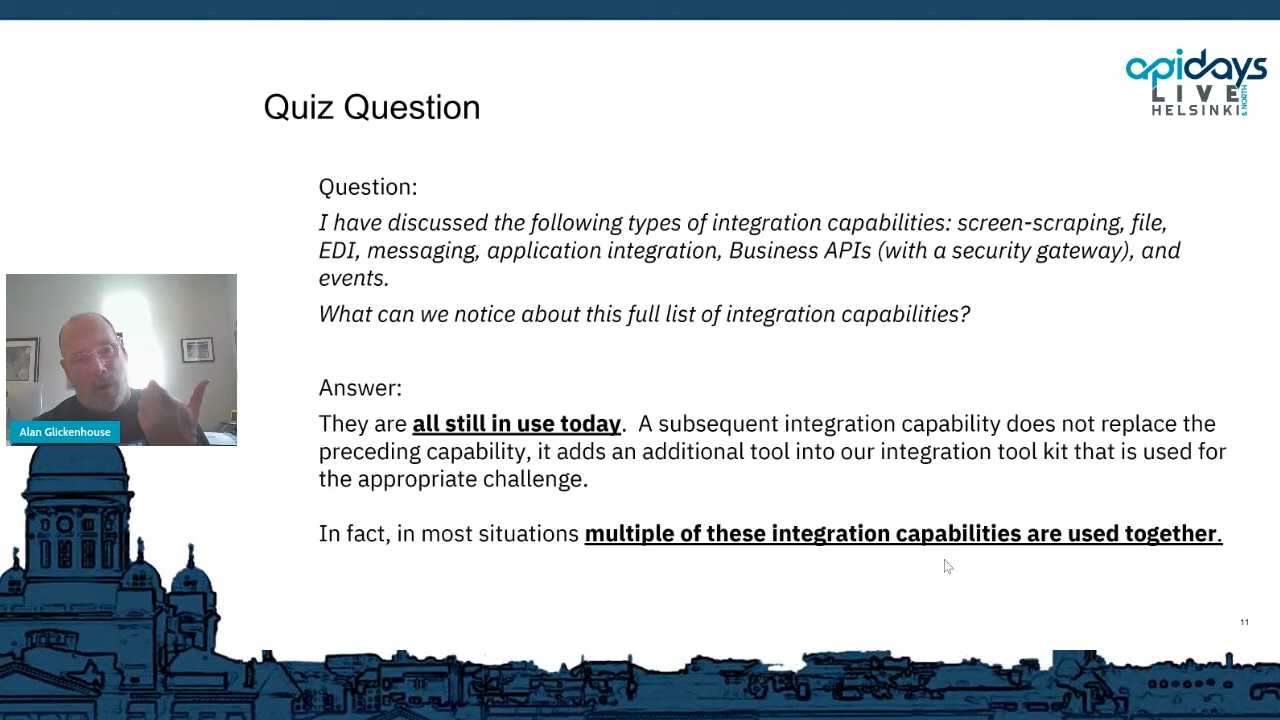 apidays
LIVE
HELSINKI
& NORTH
Quiz Question
Question:
I have discussed the following types of integration capabilities: screen-scraping, file,
EDI, messaging, application integration, Business APIs (with a security gateway), and
events.
What can we notice about this full list of integration capabilities?
Alan Glickenhouse
Answer:
They are all still in use today.  A subsequent integration capability does not replace the
preceding capability, it adds an additional tool into our integration tool kit that is used for
the appropriate challenge.
In fact, in most situations multiple of these integration capabilities are used together.
11